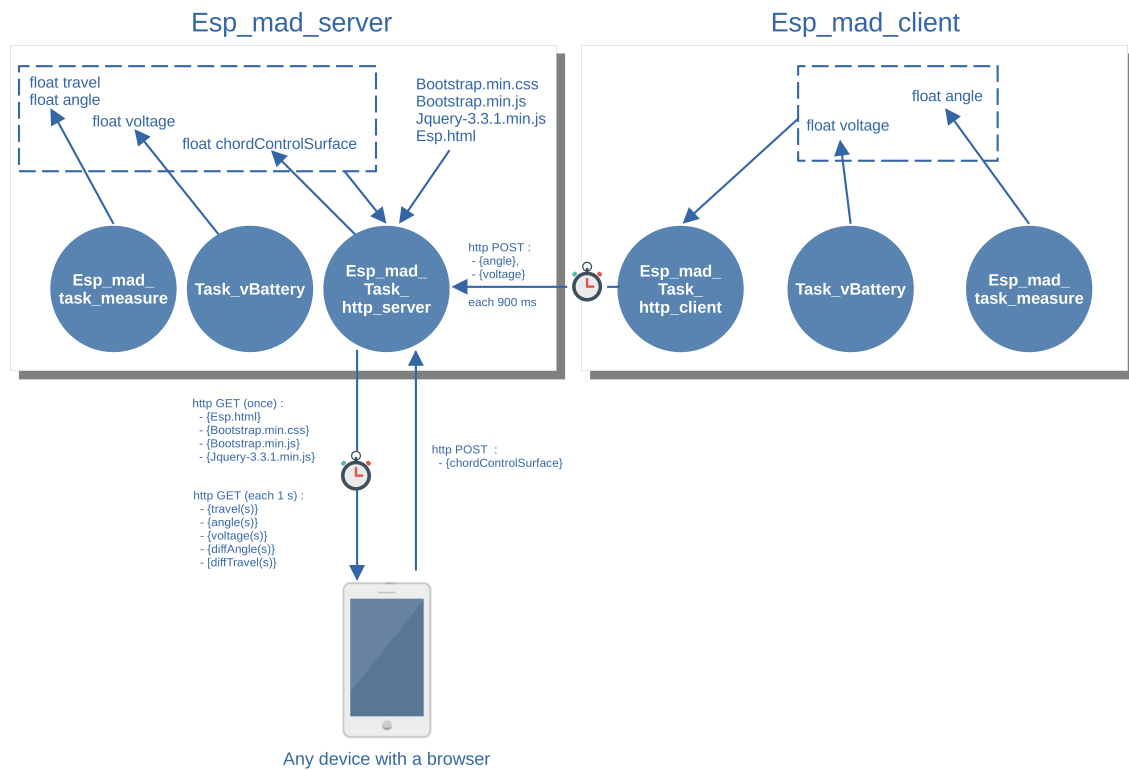 Esp_mad_server
Esp_mad_client
float travel
float angle
float voltage
float chordControlSurface
Bootstrap.min.css
Bootstrap.min.js
Jquery-3.3.1.min.js
Esp.html
float angle
float voltage
Esp_mad_
task_measure
Task_vBattery
Esp_mad_
Task_
http_server
http POST :
- {angle},
- {voltage}
each 900 ms
Esp_mad_
Task_
http_client
Task_vBattery
Esp_mad_
task_measure
http GET (once) :
- {Esp.html}
- {Bootstrap.min.css}
- {Bootstrap.min.js}
- {Jquery-3.3.1.min.js}
http POST  :
- {chordControlSurface}
http GET (each 1 s) :
- {travel(s)}
- {angle(s)}
- {voltage(s)}
- {diffAngle(s)}
- [diffTravel(s)}
Any device with a browser